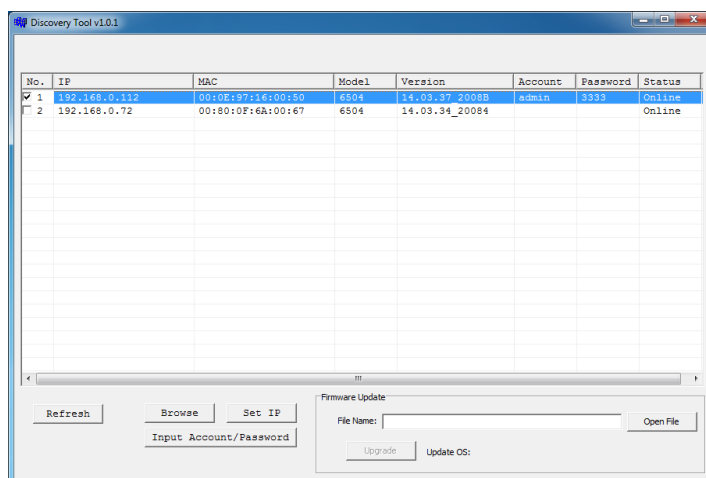 Discovery Tool v1.0.1
No. IP MAC Model Version Account Password Status
1 192.168.0.112 00:0E:97:16:00:50 6504 14.03.37_2008B admin 3333 Online
2 192.168.0.72 00:80:0F:6A:00:67 6504 14.03.34_20084 Online
Refresh Browse Set IP
Input Account/Password
Firmware Update
File Name: Open File
Upgrade Update OS: